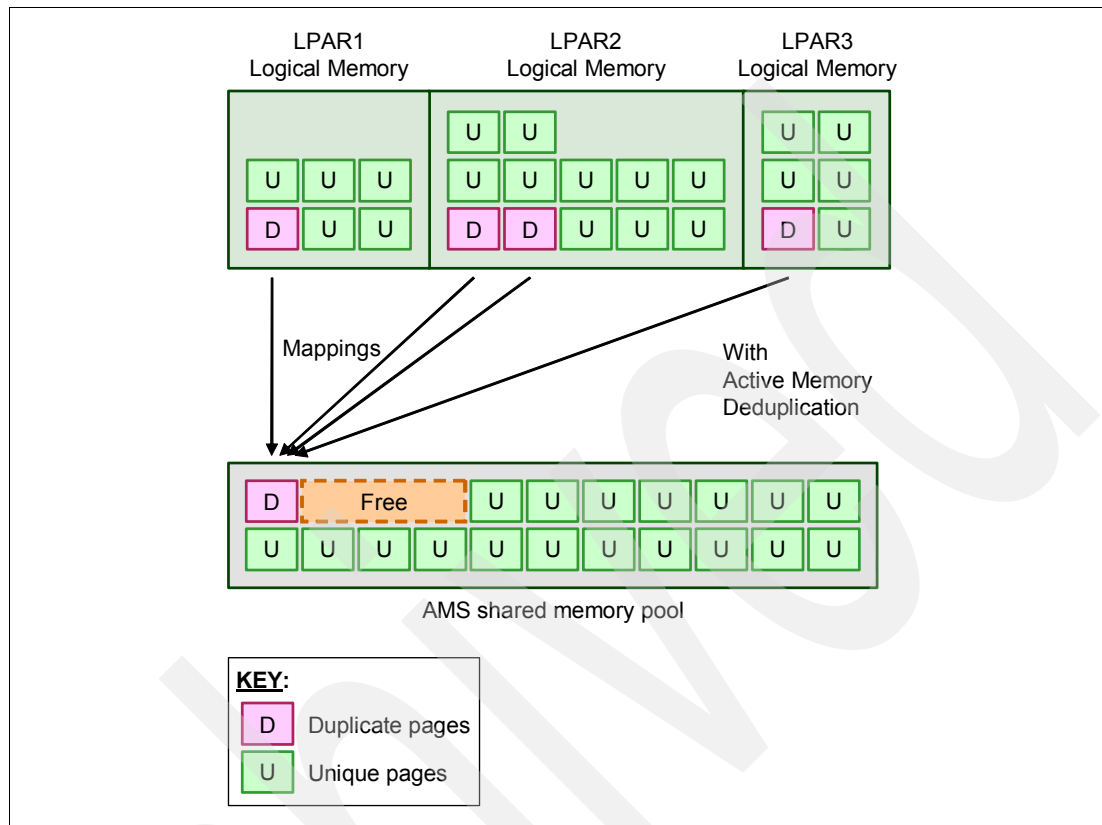 LPAR1 LPAR2 LPAR3
Logical Memory Logical Memory Logical Memory
U U U U
U U U U U U U U U U
D U U D D U U U D U
Mappings
With
Active Memory
Deduplication
D Free U U U U U U U
U U U U U U U U U U U
AMS shared memory pool
KEY:
D Duplicate pages
U Unique pages